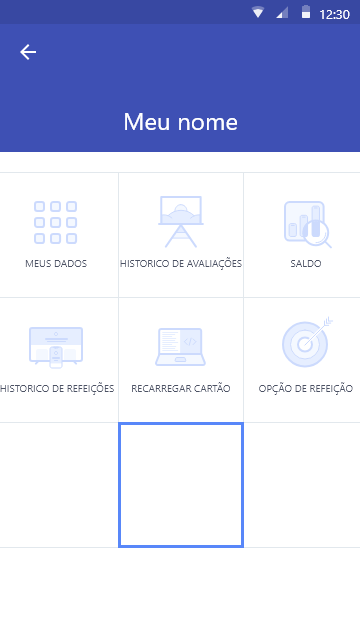 12:30
Meu nome
MEUS DADOS
HISTORICO DE AVALIAÇÕES
SALDO
HISTORICO DE REFEIÇÕES
RECARREGAR CARTÃO
OPÇÃO DE REFEIÇÃO